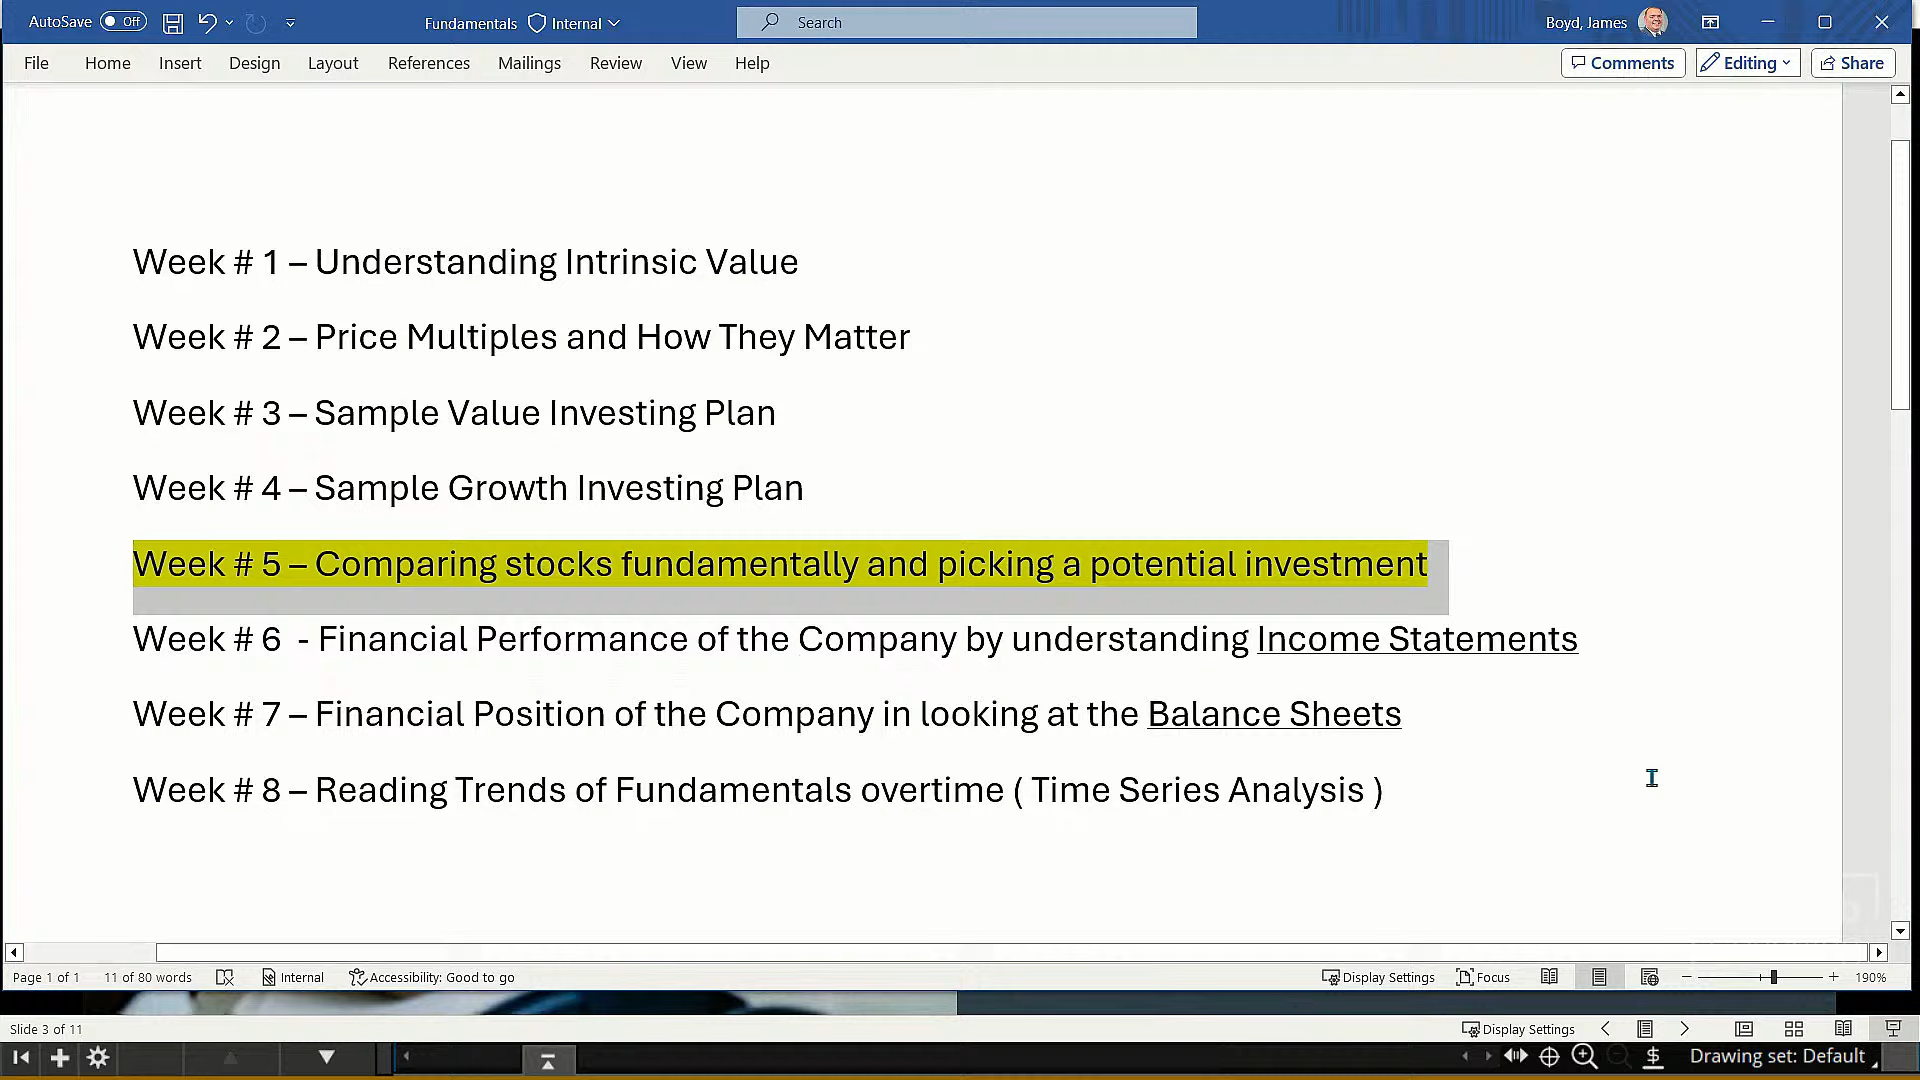 AutoSave Off Fundamentals Internal Search Boyd, James
File Home Insert Design Layout References Mailings Review View Help Comments Editing Share
Week # 1 – Understanding Intrinsic Value
Week # 2 – Price Multiples and How They Matter
Week # 3 – Sample Value Investing Plan
Week # 4 – Sample Growth Investing Plan
Week # 5 – Comparing stocks fundamentally and picking a potential investment
Week # 6 - Financial Performance of the Company by understanding Income Statements
Week # 7 – Financial Position of the Company in looking at the Balance Sheets
Week # 8 – Reading Trends of Fundamentals overtime ( Time Series Analysis )
Page 1 of 1 11 of 80 words Internal Accessibility: Good to go Display Settings Focus 190%
Slide 3 of 11 Display Settings
Drawing set: Default